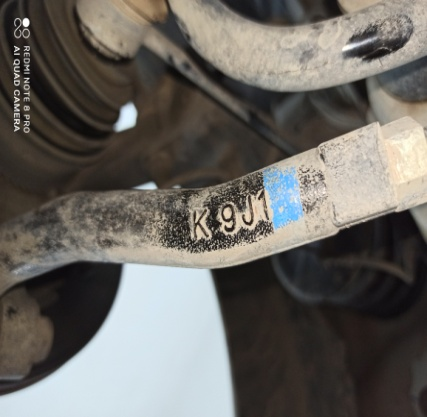 REDMI NOTE 8 PRO
AI QUAD CAMERA
K 9J1